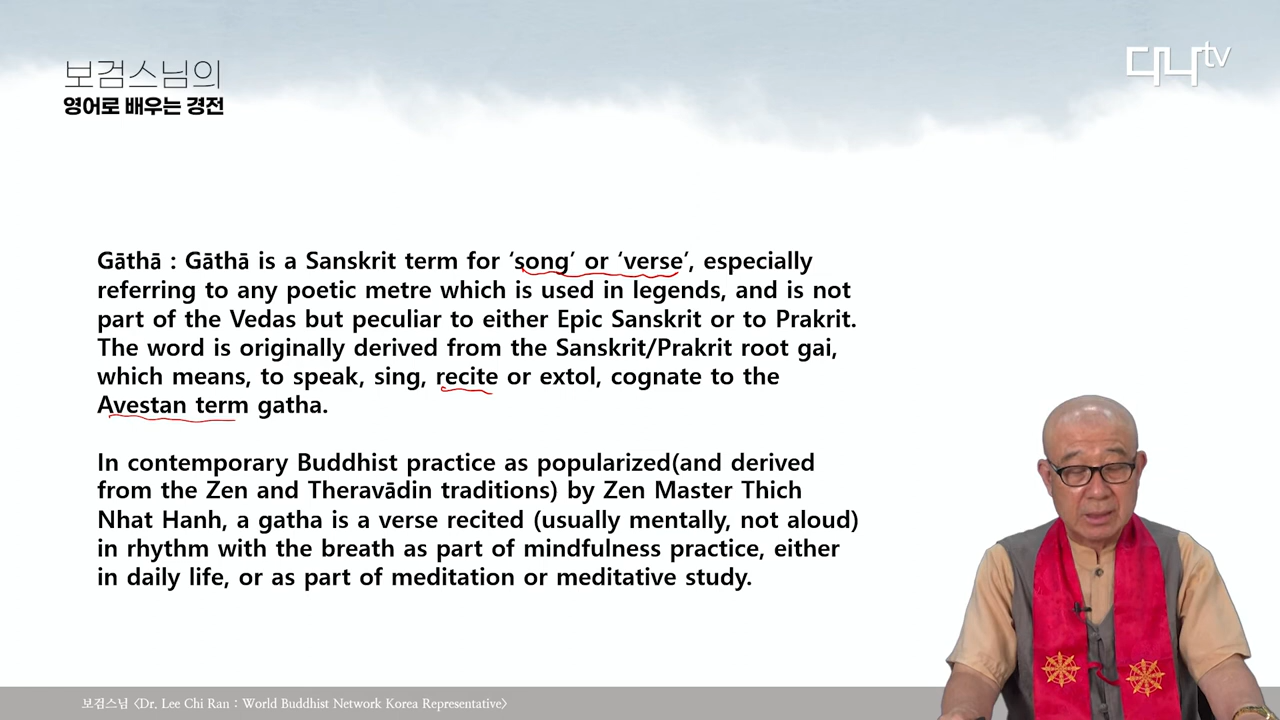 보검스님의
영어로 배우는 경전
다나tv
Gāthā : Gāthā is a Sanskrit term for ‘song’ or ‘verse’, especially
referring to any poetic metre which is used in legends, and is not
part of the Vedas but peculiar to either Epic Sanskrit or to Prakrit.
The word is originally derived from the Sanskrit/Prakrit root gai,
which means, to speak, sing, recite or extol, cognate to the
Avestan term gatha.
In contemporary Buddhist practice as popularized(and derived
from the Zen and Theravādin traditions) by Zen Master Thich
Nhat Hanh, a gatha is a verse recited (usually mentally, not aloud)
in rhythm with the breath as part of mindfulness practice, either
in daily life, or as part of meditation or meditative study.
보검스님 <Dr. Lee Chi Ran : World Buddhist Network Korea Representative>